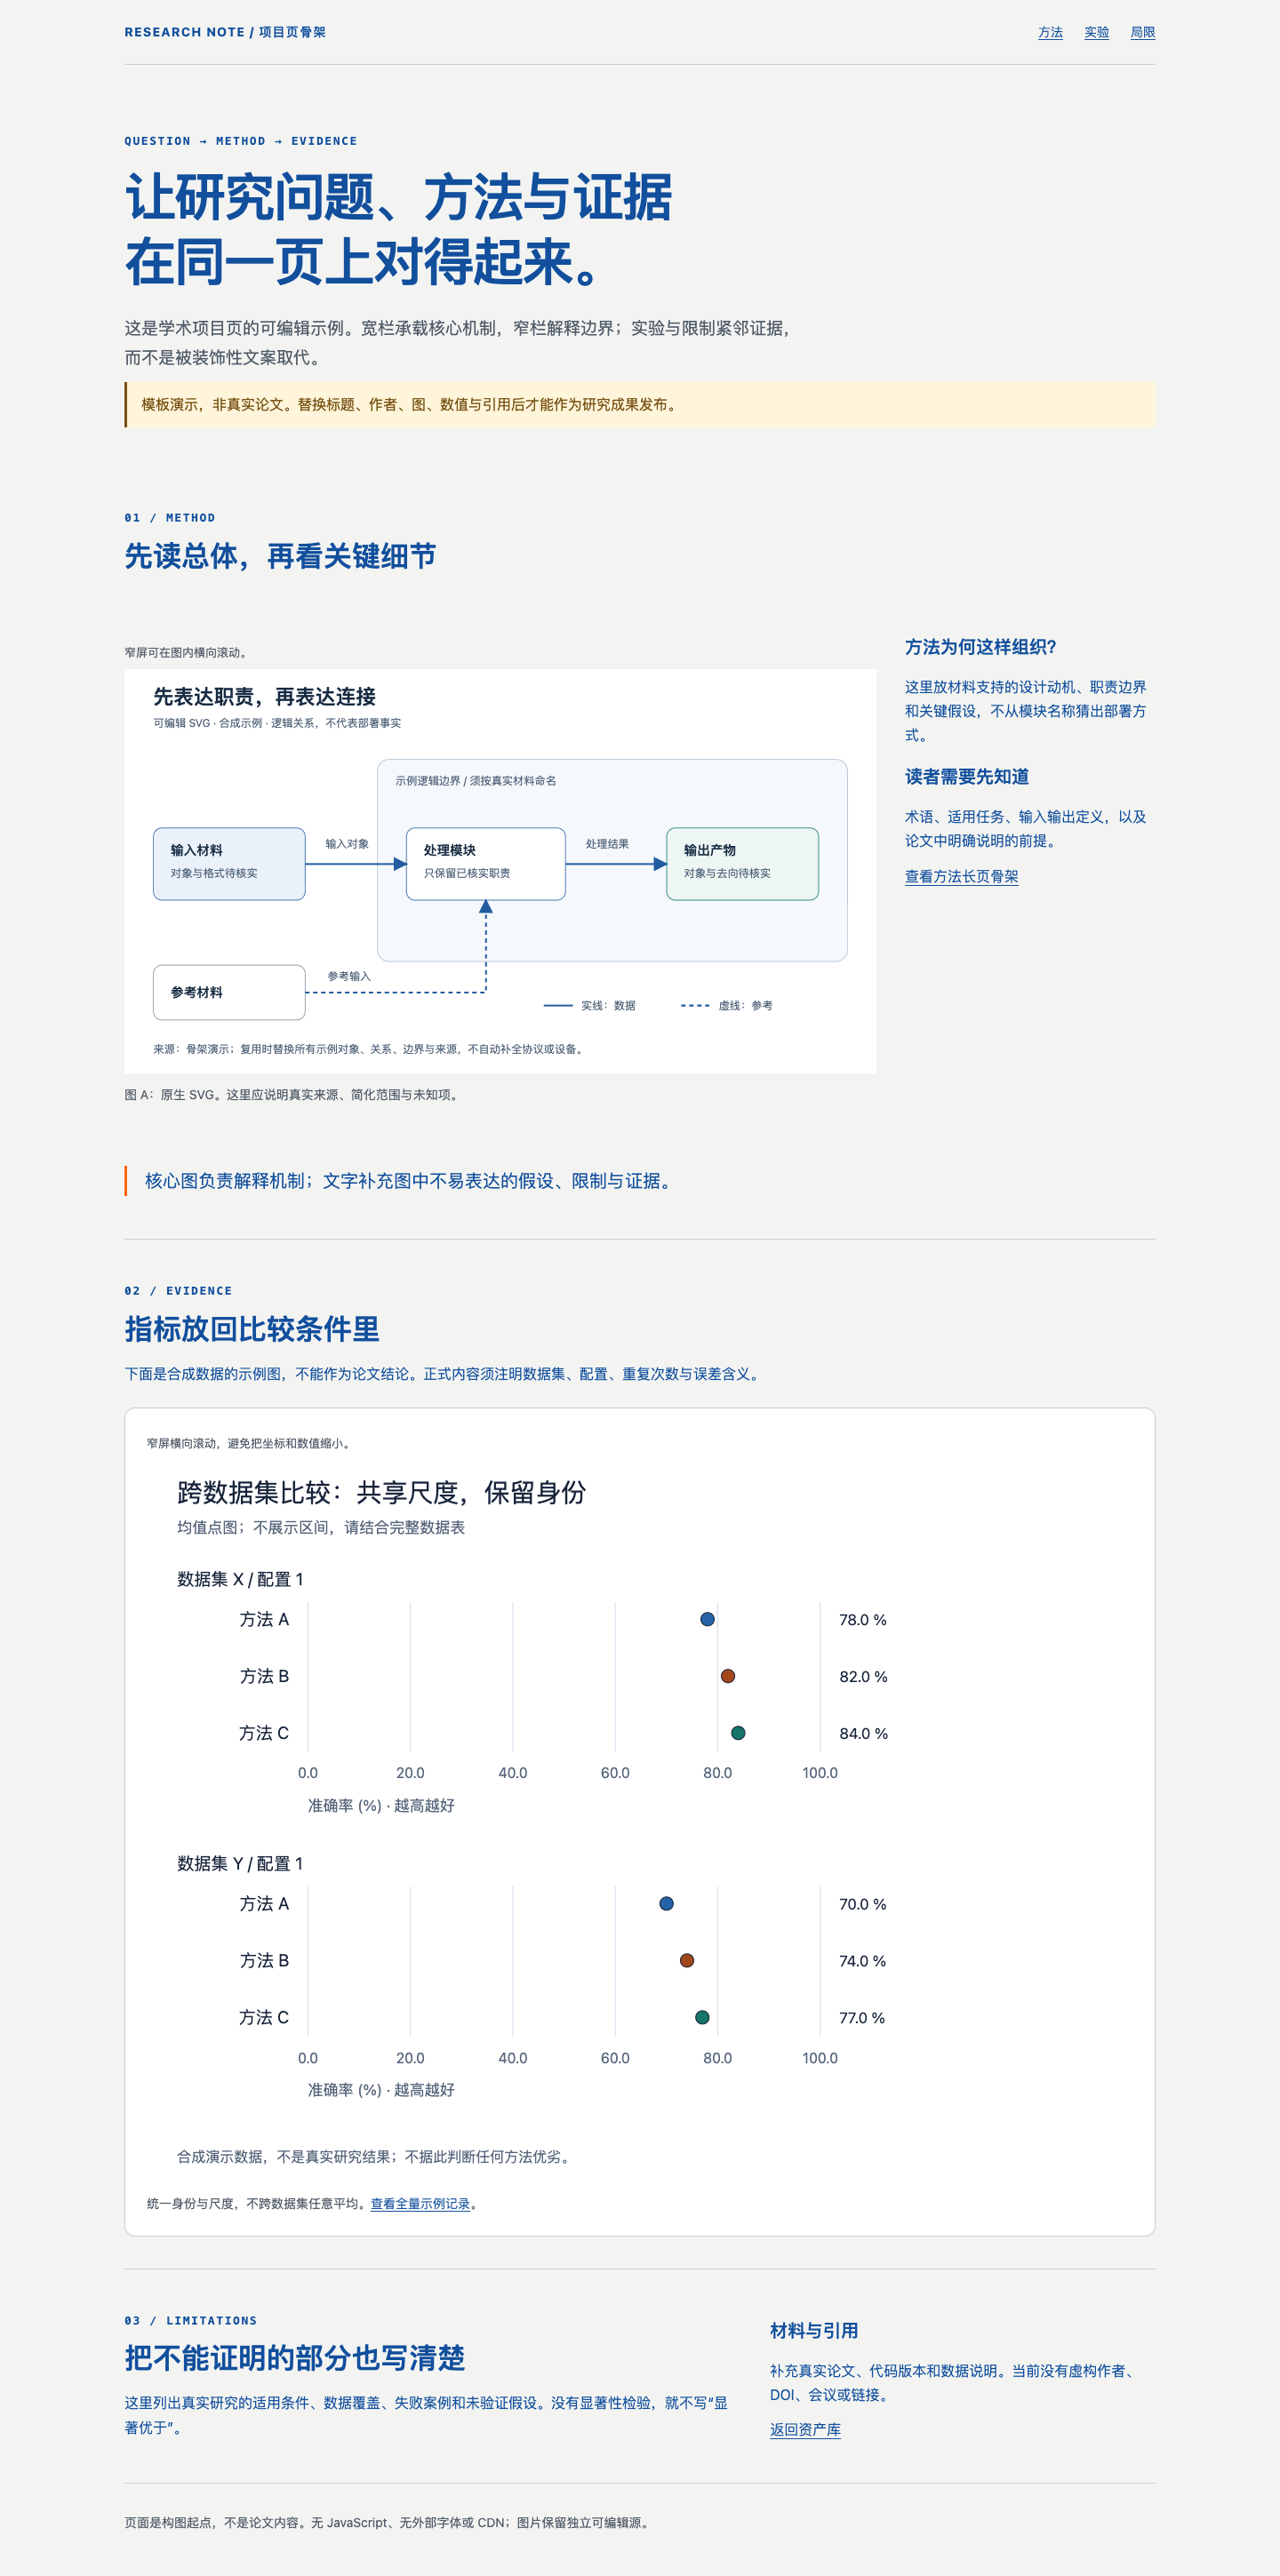 RESEARCH NOTE / 项目页骨架
方法 实验 局限
QUESTION → METHOD → EVIDENCE
让研究问题、方法与证据
在同一页上对得起来。
这是学术项目页的可编辑示例。宽栏承载核心机制，窄栏解释边界；实验与限制紧邻证据，
而不是被装饰性文案取代。
模板演示，非真实论文。替换标题、作者、图、数值与引用后才能作为研究成果发布。
01 / METHOD
先读总体，再看关键细节
窄屏可在图内横向滚动。
先表达职责，再表达连接
可编辑 SVG · 合成示例 · 逻辑关系，不代表部署事实
示例逻辑边界 / 须按真实材料命名
输入材料
对象与格式待核实
输入对象
处理模块
只保留已核实职责
处理结果
输出产物
对象与去向待核实
参考材料
参考输入
实线：数据
虚线：参考
来源：骨架演示；复用时替换所有示例对象、关系、边界与来源，不自动补全协议或设备。
图 A：原生 SVG。这里应说明真实来源、简化范围与未知项。
方法为何这样组织？
这里放材料支持的设计动机、职责边界
和关键假设，不从模块名称猜出部署方
式。
读者需要先知道
术语、适用任务、输入输出定义，以及
论文中明确说明的前提。
查看方法长页骨架
核心图负责解释机制；文字补充图中不易表达的假设、限制与证据。
02 / EVIDENCE
指标放回比较条件里
下面是合成数据的示例图，不能作为论文结论。正式内容须注明数据集、配置、重复次数与误差含义。
窄屏横向滚动，避免把坐标和数值缩小。
跨数据集比较：共享尺度，保留身份
均值点图；不展示区间，请结合完整数据表
数据集 X / 配置 1
方法 A 78.0 %
方法 B 82.0 %
方法 C 84.0 %
0.0 20.0 40.0 60.0 80.0 100.0
准确率 (%) · 越高越好
数据集 Y / 配置 1
方法 A 70.0 %
方法 B 74.0 %
方法 C 77.0 %
0.0 20.0 40.0 60.0 80.0 100.0
准确率 (%) · 越高越好
合成演示数据，不是真实研究结果；不据此判断任何方法优劣。
统一身份与尺度，不跨数据集任意平均。查看全量示例记录。
03 / LIMITATIONS
把不能证明的部分也写清楚
这里列出真实研究的适用条件、数据覆盖、失败案例和未验证假设。没有显著性检验，就不写“显
著优于”。
材料与引用
补充真实论文、代码版本和数据说明。当前没有虚构作者、
DOI、会议或链接。
返回资产库
页面是构图起点，不是论文内容。无 JavaScript、无外部字体或 CDN；图片保留独立可编辑源。